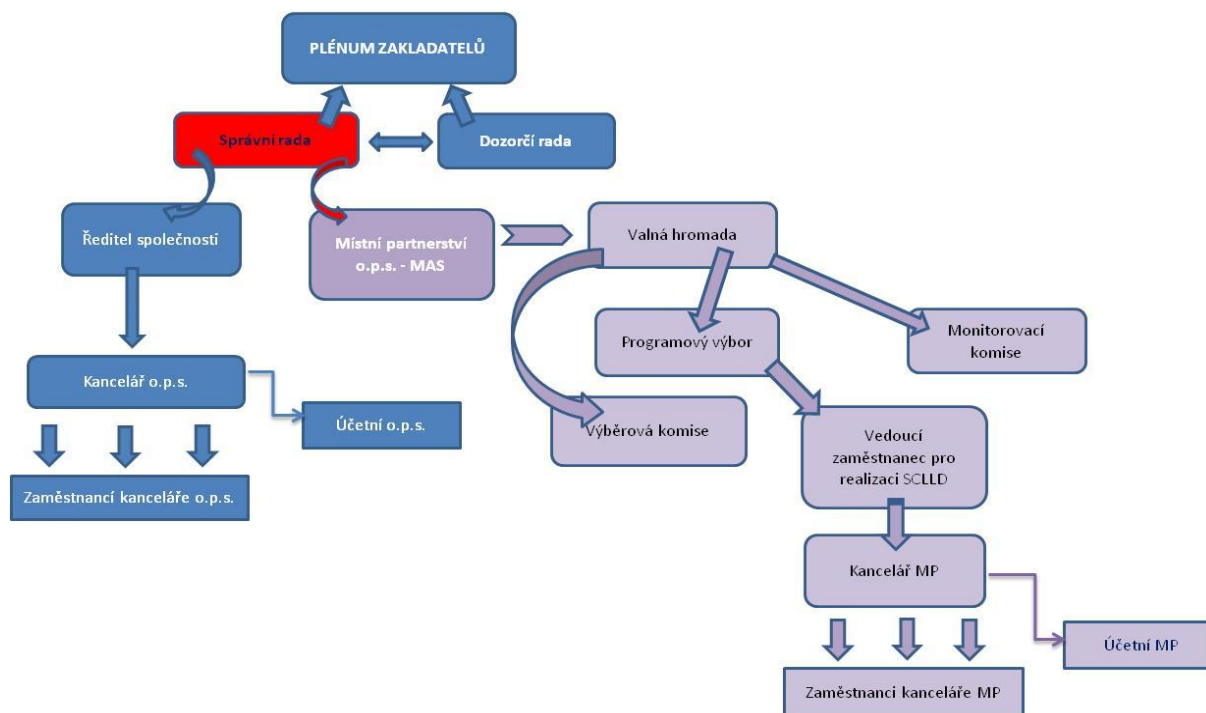 PLÉNUM ZAKLADATELŮ
Správní rada
Dozorčí rada
Ředitel společnosti
Místní partnerství
o.p.s. - MAS
Valná hromada
Programový výbor
Monitorovací
komise
Kancelář o.p.s.
Účetní o.p.s.
Výběrová komise
Vedoucí
zaměstnanec pro
realizaci SCLLD
Zaměstnancí kanceláře o.p.s.
Kancelář MP
Účetní MP
Zaměstnanci kanceláře MP